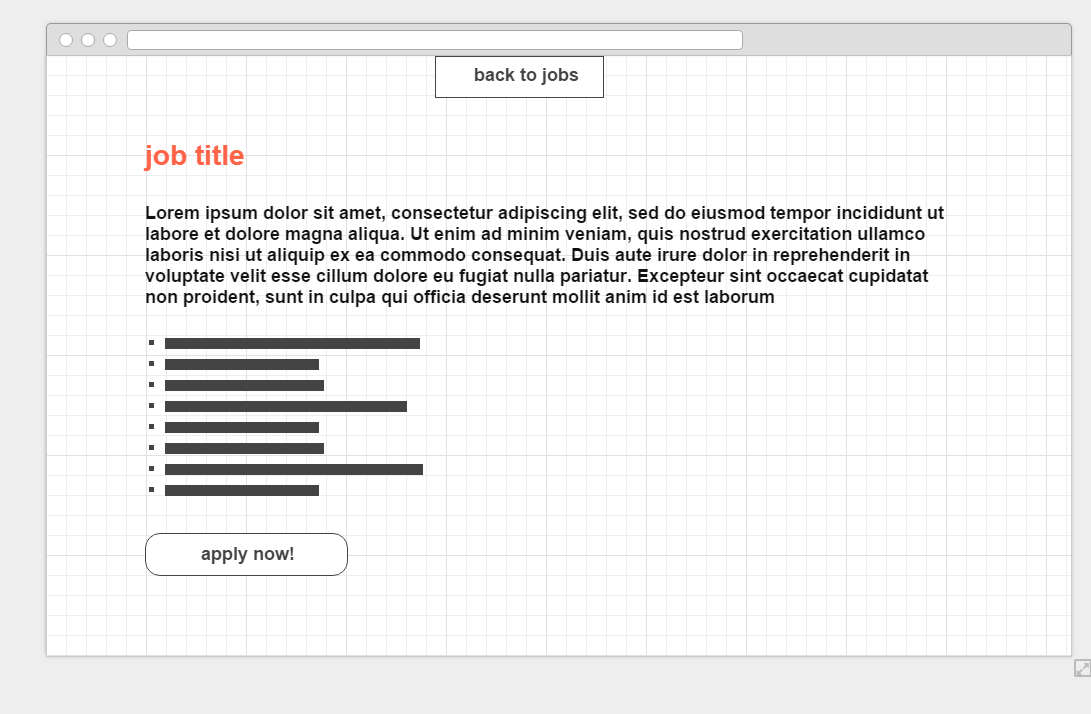 back to jobs
job title
Lorem ipsum dolor sit amet, consectetur adipiscing elit, sed do eiusmod tempor incididunt ut
labore et dolore magna aliqua. Ut enim ad minim veniam, quis nostrud exercitation ullamco
laboris nisi ut aliquip ex ea commodo consequat. Duis aute irure dolor in reprehenderit in
voluptate velit esse cillum dolore eu fugiat nulla pariatur. Excepteur sint occaecat cupidatat
non proident, sunt in culpa qui officia deserunt mollit anim id est laborum
apply now!